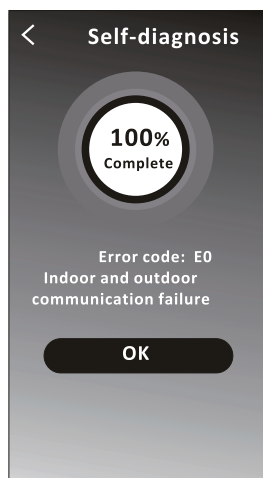 Self-diagnosis
100%
Complete
Error code: E0
Indoor and outdoor
communication failure
OK